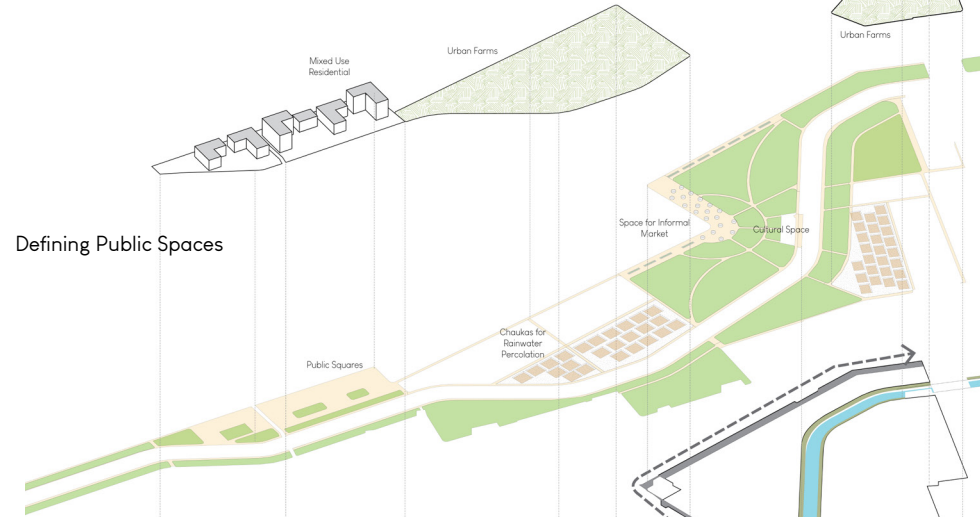 Urban Farms
Mixed Use
Residential
Urban Farms
Space for Informal
Market
Cultural Space
Defining Public Spaces
Chaukas for
Rainwater
Percolation
Public Squares